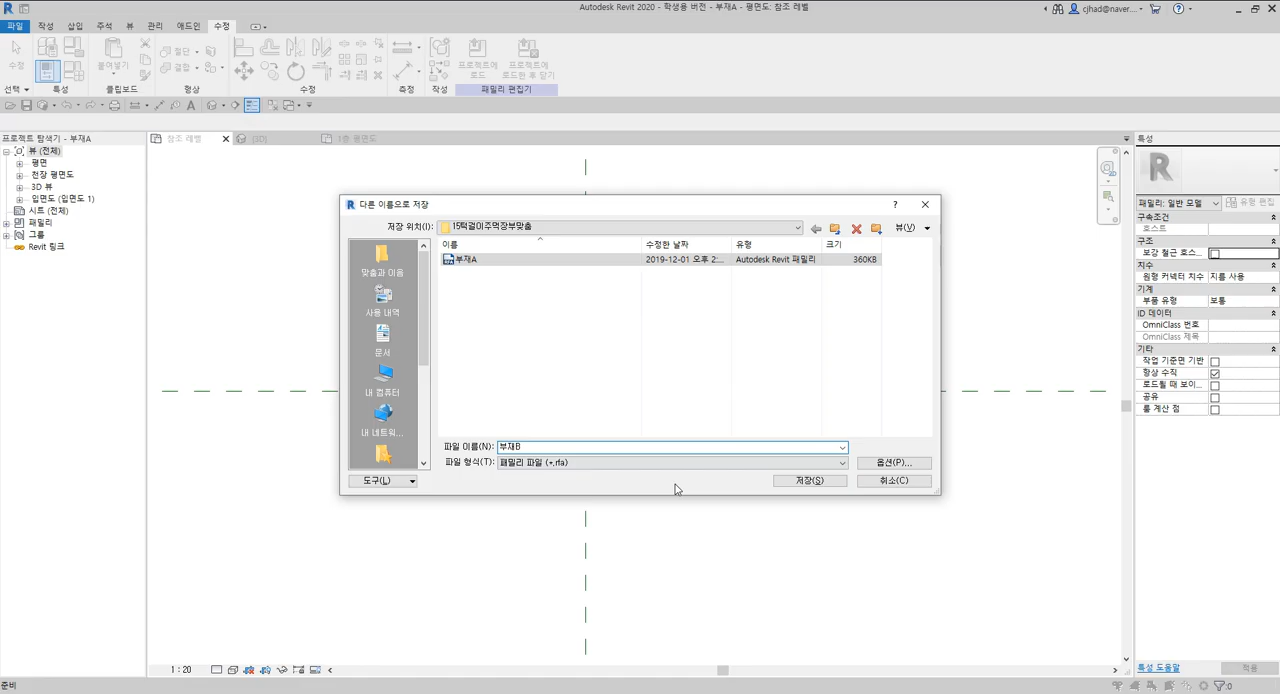 Autodesk Revit 2020 - 학생용 버전 - 부재A - 평면도: 참조 레벨
cjhad@naver....
파일 작성 삽입 주석 뷰 관리 애드인 수정
수정
붙여넣기
절단
결합
프로젝트에 로드
프로젝트에 로드한 후 닫기
선택 특성 클립보드 형상 수정 측정 작성 패밀리 편집기
프로젝트 탐색기 - 부재A
뷰 (전체)
평면
천장 평면도
3D 뷰
입면도 (입면도 1)
시트 (전체)
패밀리
그룹
Revit 링크
참조 레벨
{3D}
1층 평면도
다른 이름으로 저장
저장 위치(I): 15턱걸이주먹장부맞춤
뷰(V)
이름 수정한 날짜 유형 크기
부재A 2019-12-01 오후 2:... Autodesk Revit 패밀리 360KB
맞춤과 이음
사용 내역
문서
내 컴퓨터
내 네트워...
파일 이름(N): 부재B
파일 형식(T): 패밀리 파일 (*.rfa)
옵션(P)...
도구(L)
저장(S)
취소(C)
특성
R
패밀리: 일반 모델
유형 편집
구속조건
호스트
구조
보강 철근 호스...
치수
원형 커넥터 치수 지름 사용
기계
부품 유형 보통
ID 데이터
OmniClass 번호
OmniClass 제목
기타
작업 기준면 기반
항상 수직
로드될 때 보이...
공유
룸 계산 점
특성 도움말
적용
1 : 20
준비
:0